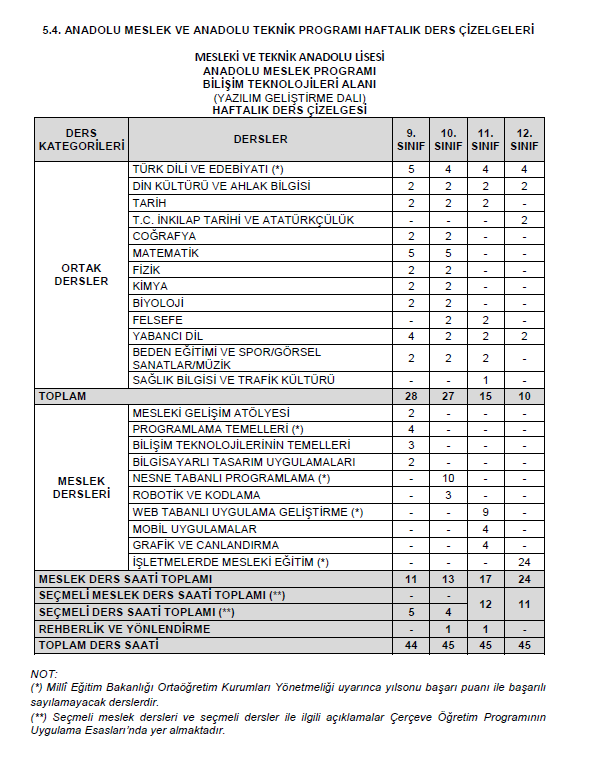 5.4. ANADOLU MESLEK VE ANADOLU TEKNİK PROGRAMI HAFTALIK DERS ÇİZELGELERİ
MESLEKİ VE TEKNİK ANADOLU LİSESİ
ANADOLU MESLEK PROGRAMI
BİLİŞİM TEKNOLOJİLERİ ALANI
(YAZILIM GELİŞTİRME DALI)
HAFTALIK DERS ÇİZELGESİ
DERS KATEGORİLERİ DERSLER 9. SINIF 10. SINIF 11. SINIF 12. SINIF
ORTAK DERSLER
TÜRK DİLİ VE EDEBİYATI (*) 5 4 4 4
DİN KÜLTÜRÜ VE AHLAK BİLGİSİ 2 2 2 2
TARİH 2 2 2 -
T.C. İNKILAP TARİHİ VE ATATÜRKÇÜLÜK - - - 2
COĞRAFYA 2 2 - -
MATEMATİK 5 5 - -
FİZİK 2 2 - -
KİMYA 2 2 - -
BİYOLOJİ 2 2 - -
FELSEFE - 2 2 -
YABANCI DİL 4 2 2 2
BEDEN EĞİTİMİ VE SPOR/GÖRSEL
SANATLAR/MÜZİK 2 2 2 -
SAĞLIK BİLGİSİ VE TRAFİK KÜLTÜRÜ - - 1 -
TOPLAM 28 27 15 10
MESLEK DERSLERİ
MESLEKİ GELİŞİM ATÖLYESİ 2 - - -
PROGRAMLAMA TEMELLERİ (*) 4 - - -
BİLİŞİM TEKNOLOJİLERİNİN TEMELLERİ 3 - - -
BİLGİSAYARLI TASARIM UYGULAMALARI 2 - - -
NESNE TABANLI PROGRAMLAMA (*) - 10 - -
ROBOTİK VE KODLAMA - 3 - -
WEB TABANLI UYGULAMA GELİŞTİRME (*) - - 9 -
MOBİL UYGULAMALAR - - 4 -
GRAFİK VE CANLANDIRMA - - 4 -
İŞLETMELERDE MESLEKİ EĞİTİM (*) - - - 24
MESLEK DERS SAATİ TOPLAMI 11 13 17 24
SEÇMELİ MESLEK DERS SAATİ TOPLAMI (**) - - 12 11
SEÇMELİ DERS SAATİ TOPLAMI (**) 5 4
REHBERLİK VE YÖNLENDİRME - 1 1 -
TOPLAM DERS SAATİ 44 45 45 45
NOT:
(*) Millî Eğitim Bakanlığı Ortaöğretim Kurumları Yönetmeliği uyarınca yılsonu başarı puanı ile başarılı
sayılamayacak derslerdir.
(**) Seçmeli meslek dersleri ve seçmeli dersler ile ilgili açıklamalar Çerçeve Öğretim Programının
Uygulama Esasları'nda yer almaktadır.